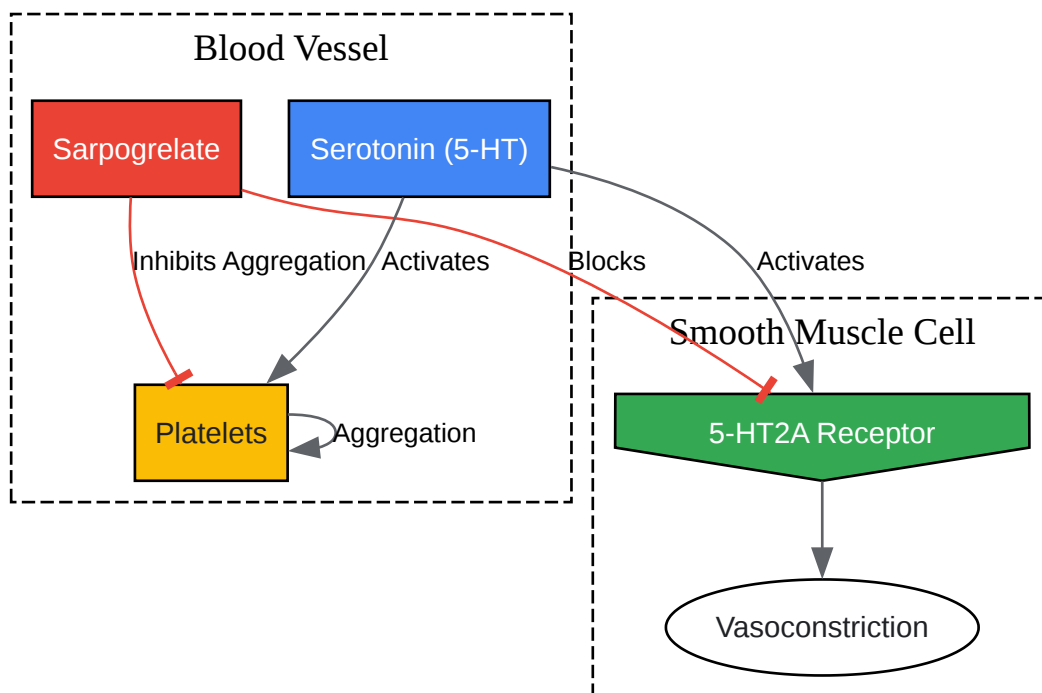 Blood Vessel
Sarpogrelate
Serotonin (5-HT)
Inhibits Aggregation
Activates
Blocks
Activates
Smooth Muscle Cell
Platelets
Aggregation
5-HT2A Receptor
Vasoconstriction